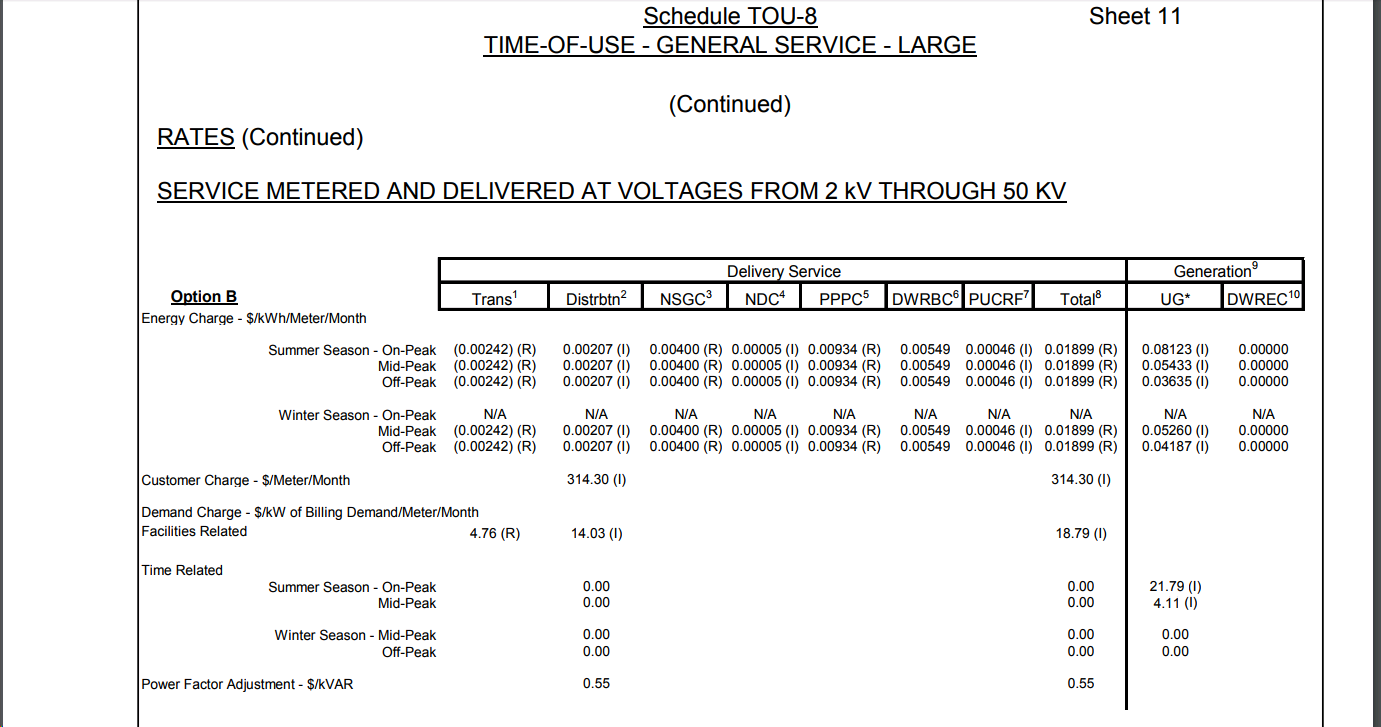 Schedule TOU-8 Sheet 11
TIME-OF-USE - GENERAL SERVICE - LARGE
(Continued)
RATES (Continued)
SERVICE METERED AND DELIVERED AT VOLTAGES FROM 2 kV THROUGH 50 KV
Delivery Service Generation9
Option B Trans1 Distrbtn2 NSGC3 NDC4 PPPC5 DWRBC6 PUCRF7 Total8 UG* DWREC10
Energy Charge - $/kWh/Meter/Month
Summer Season - On-Peak (0.00242) (R) 0.00207 (I) 0.00400 (R) 0.00005 (I) 0.00934 (R) 0.00549 0.00046 (I) 0.01899 (R) 0.08123 (I) 0.00000
Mid-Peak (0.00242) (R) 0.00207 (I) 0.00400 (R) 0.00005 (I) 0.00934 (R) 0.00549 0.00046 (I) 0.01899 (R) 0.05433 (I) 0.00000
Off-Peak (0.00242) (R) 0.00207 (I) 0.00400 (R) 0.00005 (I) 0.00934 (R) 0.00549 0.00046 (I) 0.01899 (R) 0.03635 (I) 0.00000
Winter Season - On-Peak N/A N/A N/A N/A N/A N/A N/A N/A N/A N/A
Mid-Peak (0.00242) (R) 0.00207 (I) 0.00400 (R) 0.00005 (I) 0.00934 (R) 0.00549 0.00046 (I) 0.01899 (R) 0.05260 (I) 0.00000
Off-Peak (0.00242) (R) 0.00207 (I) 0.00400 (R) 0.00005 (I) 0.00934 (R) 0.00549 0.00046 (I) 0.01899 (R) 0.04187 (I) 0.00000
Customer Charge - $/Meter/Month 314.30 (I) 314.30 (I)
Demand Charge - $/kW of Billing Demand/Meter/Month
Facilities Related 4.76 (R) 14.03 (I) 18.79 (I)
Time Related
Summer Season - On-Peak 0.00 0.00 21.79 (I)
Mid-Peak 0.00 0.00 4.11 (I)
Winter Season - Mid-Peak 0.00 0.00 0.00
Off-Peak 0.00 0.00 0.00
Power Factor Adjustment - $/kVAR 0.55 0.55